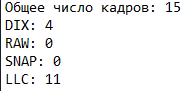 Общее число кадров: 15
DIX: 4
RAW: 0
SNAP: 0
LLC: 11